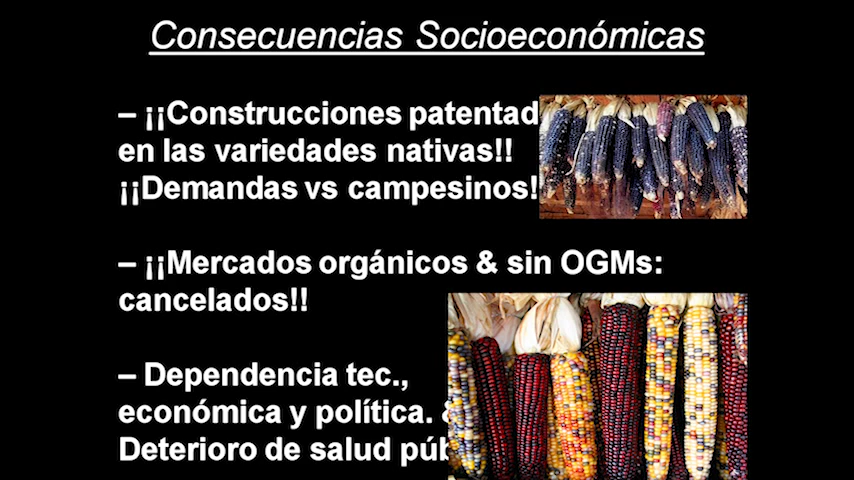 Consecuencias Socioeconómicas
– ¡¡Construcciones patentad
en las variedades nativas!!
¡¡Demandas vs campesinos!
– ¡¡Mercados orgánicos & sin OGMs:
cancelados!!
– Dependencia tec.,
económica y política.
Deterioro de salud púb